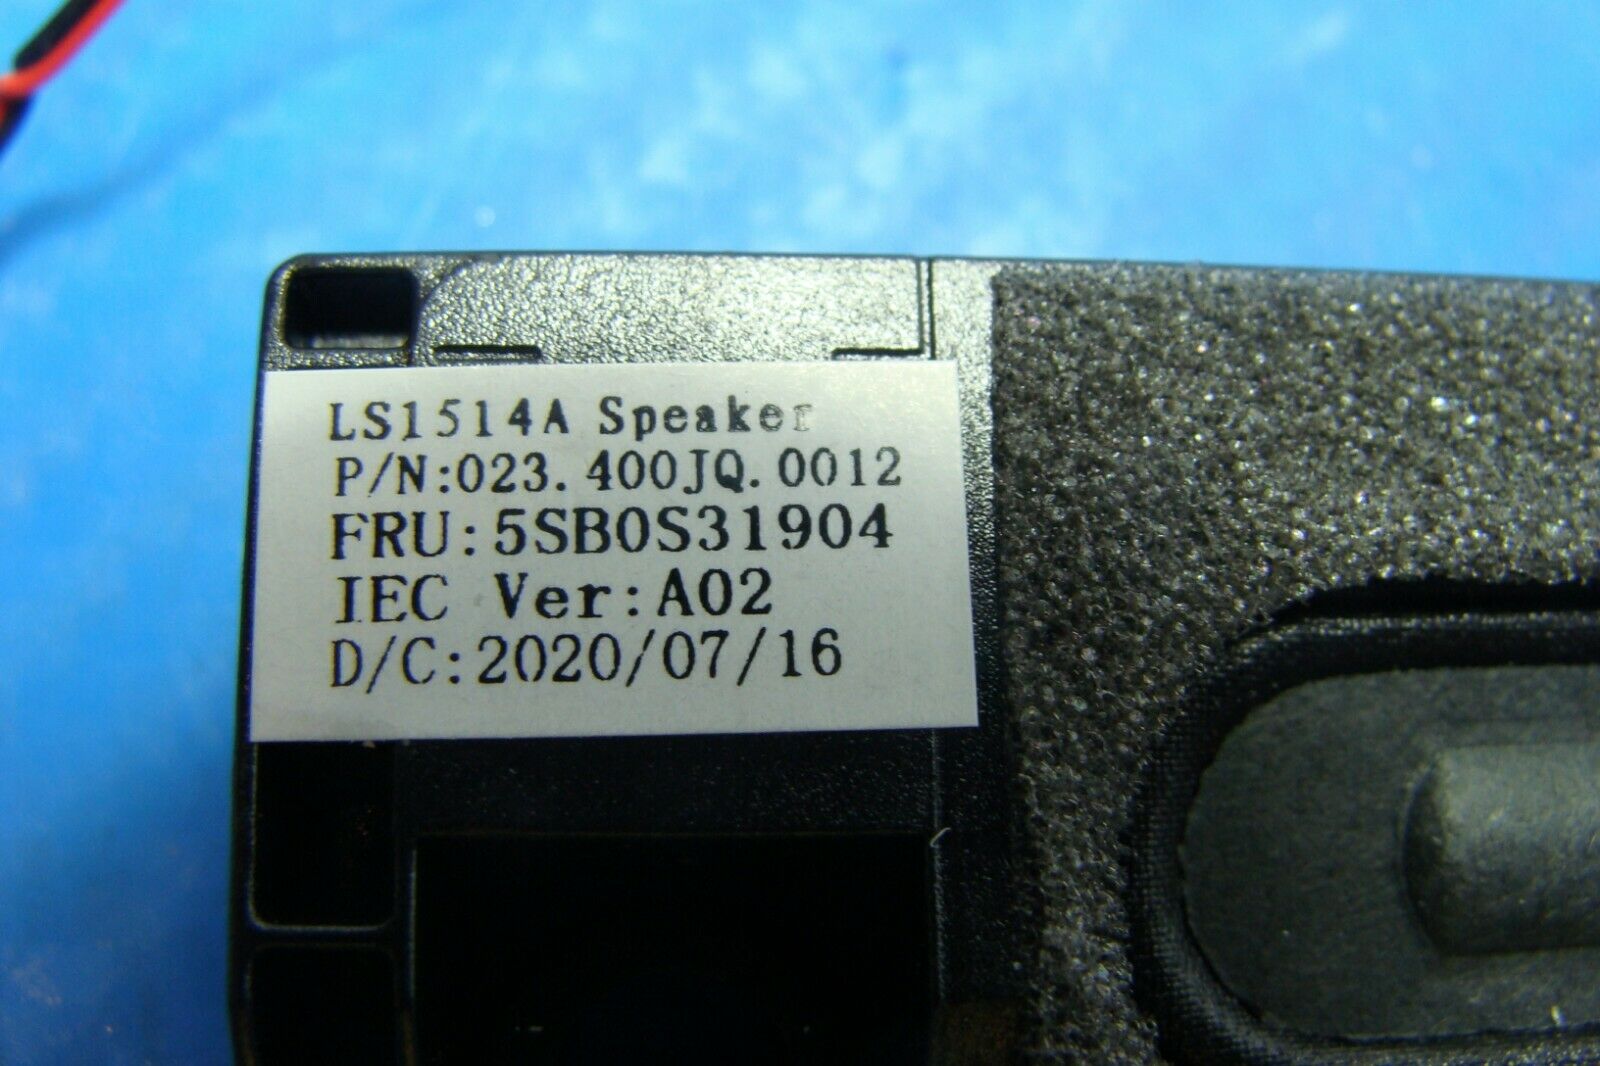 LS1514A Speaker
P/N:023.400JQ.0012
FRU:5SB0S31904
IEC Ver:A02
D/C:2020/07/16